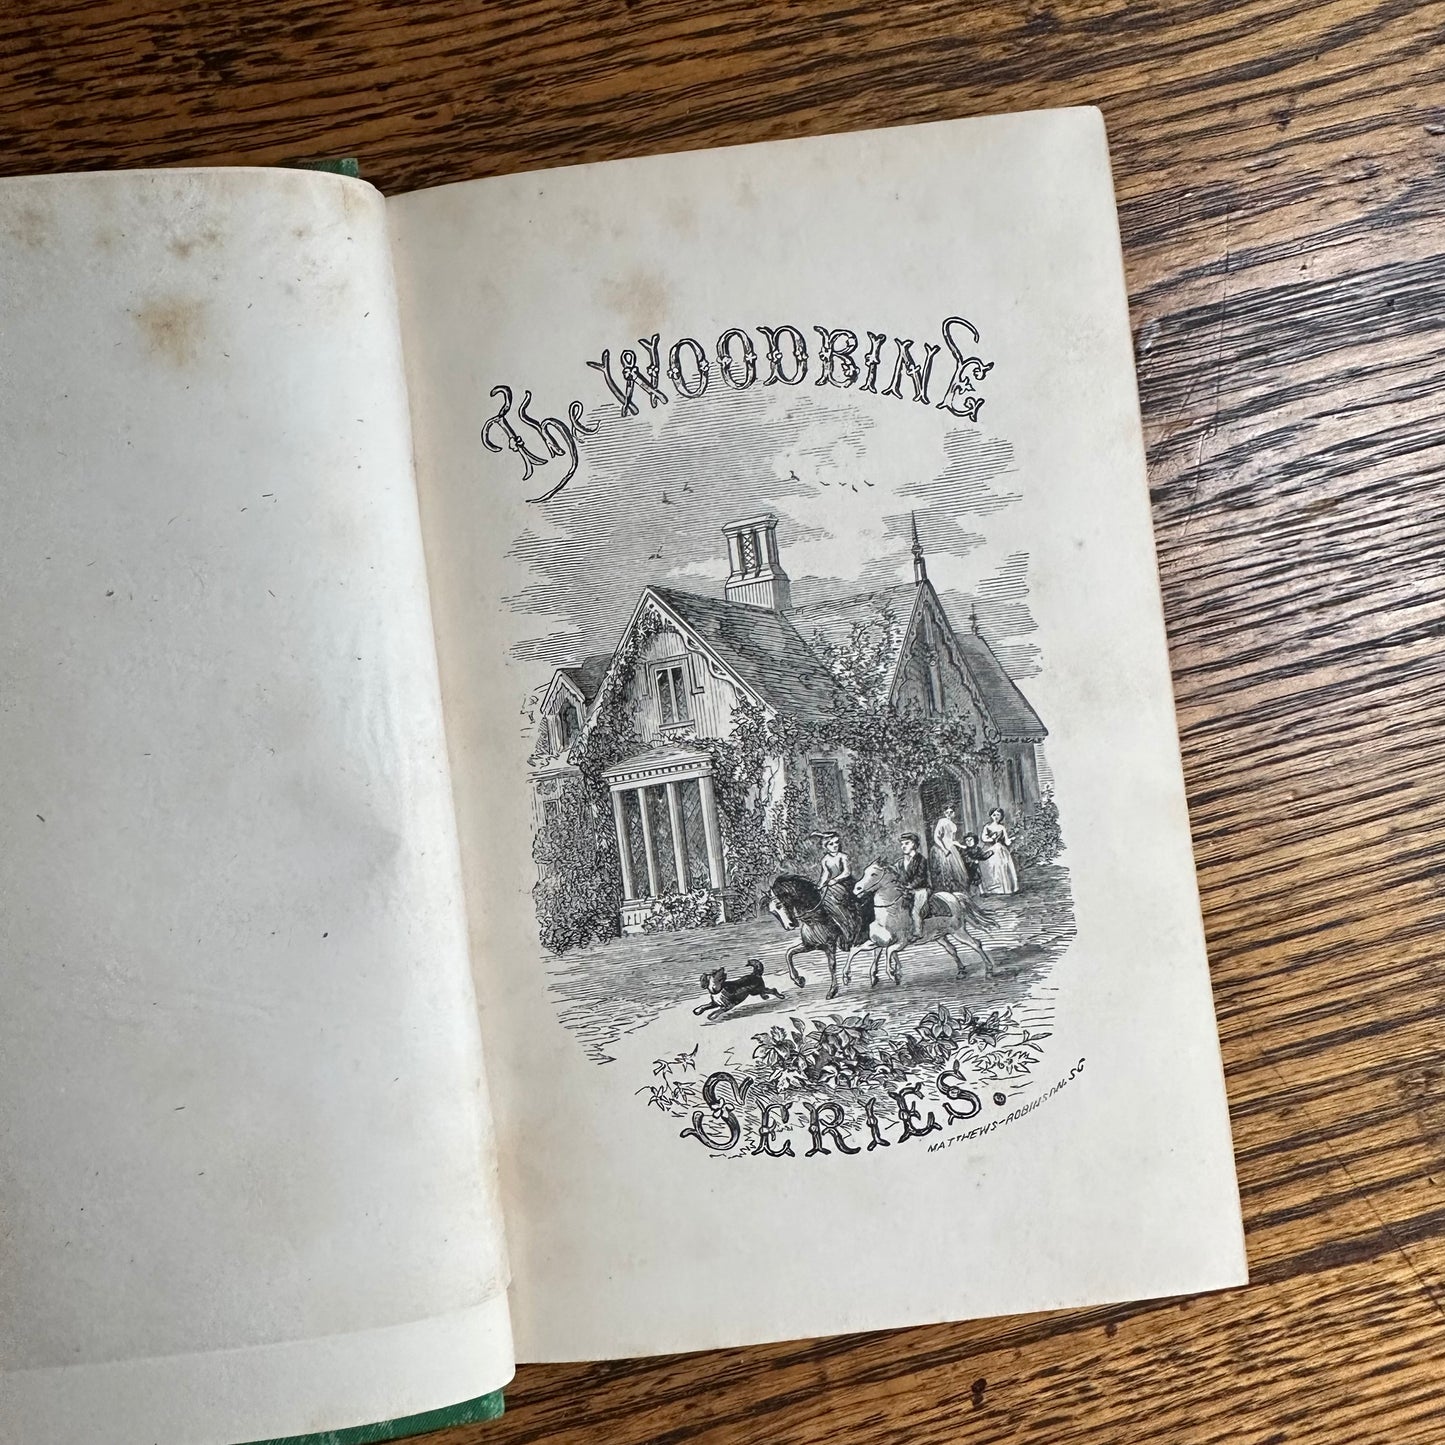 The WOODBINE
SERIES.
MATTHEWS-ROBINSON.SC